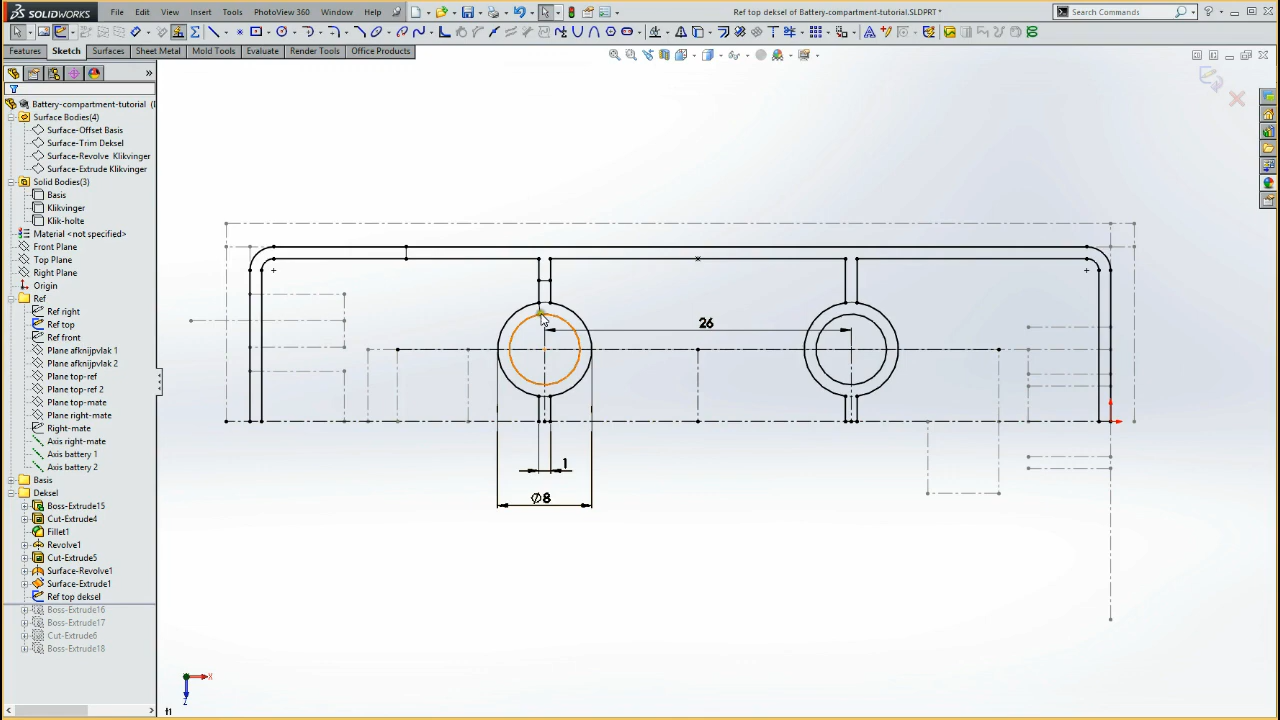 SOLIDWORKS File Edit View Insert Tools PhotoView 360 Window Help Ref top deksel of Battery-compartment-tutorial.SLDPRT * Search Commands
Features Sketch Surfaces Sheet Metal Mold Tools Evaluate Render Tools Office Products
Battery-compartment-tutorial (
Surface Bodies(4)
Surface-Offset Basis
Surface-Trim Deksel
Surface-Revolve Klikvinger
Surface-Extrude Klikvinger
Solid Bodies(3)
Basis
Klikvinger
Klik-holte
Material <not specified>
Front Plane
Top Plane
Right Plane
Origin
Ref
Ref right
Ref top
Ref front
Plane afknijpvlak 1
Plane afknijpvlak 2
Plane top-ref
Plane top-ref 2
Plane top-mate
Plane right-mate
Right-mate
Axis right-mate
Axis battery 1
Axis battery 2
Basis
Deksel
Boss-Extrude15
Cut-Extrude4
Fillet1
Revolve1
Cut-Extrude5
Surface-Revolve1
Surface-Extrude1
Ref top deksel
Boss-Extrude16
Boss-Extrude17
Cut-Extrude6
Boss-Extrude18
26
1
∅8
X
Z